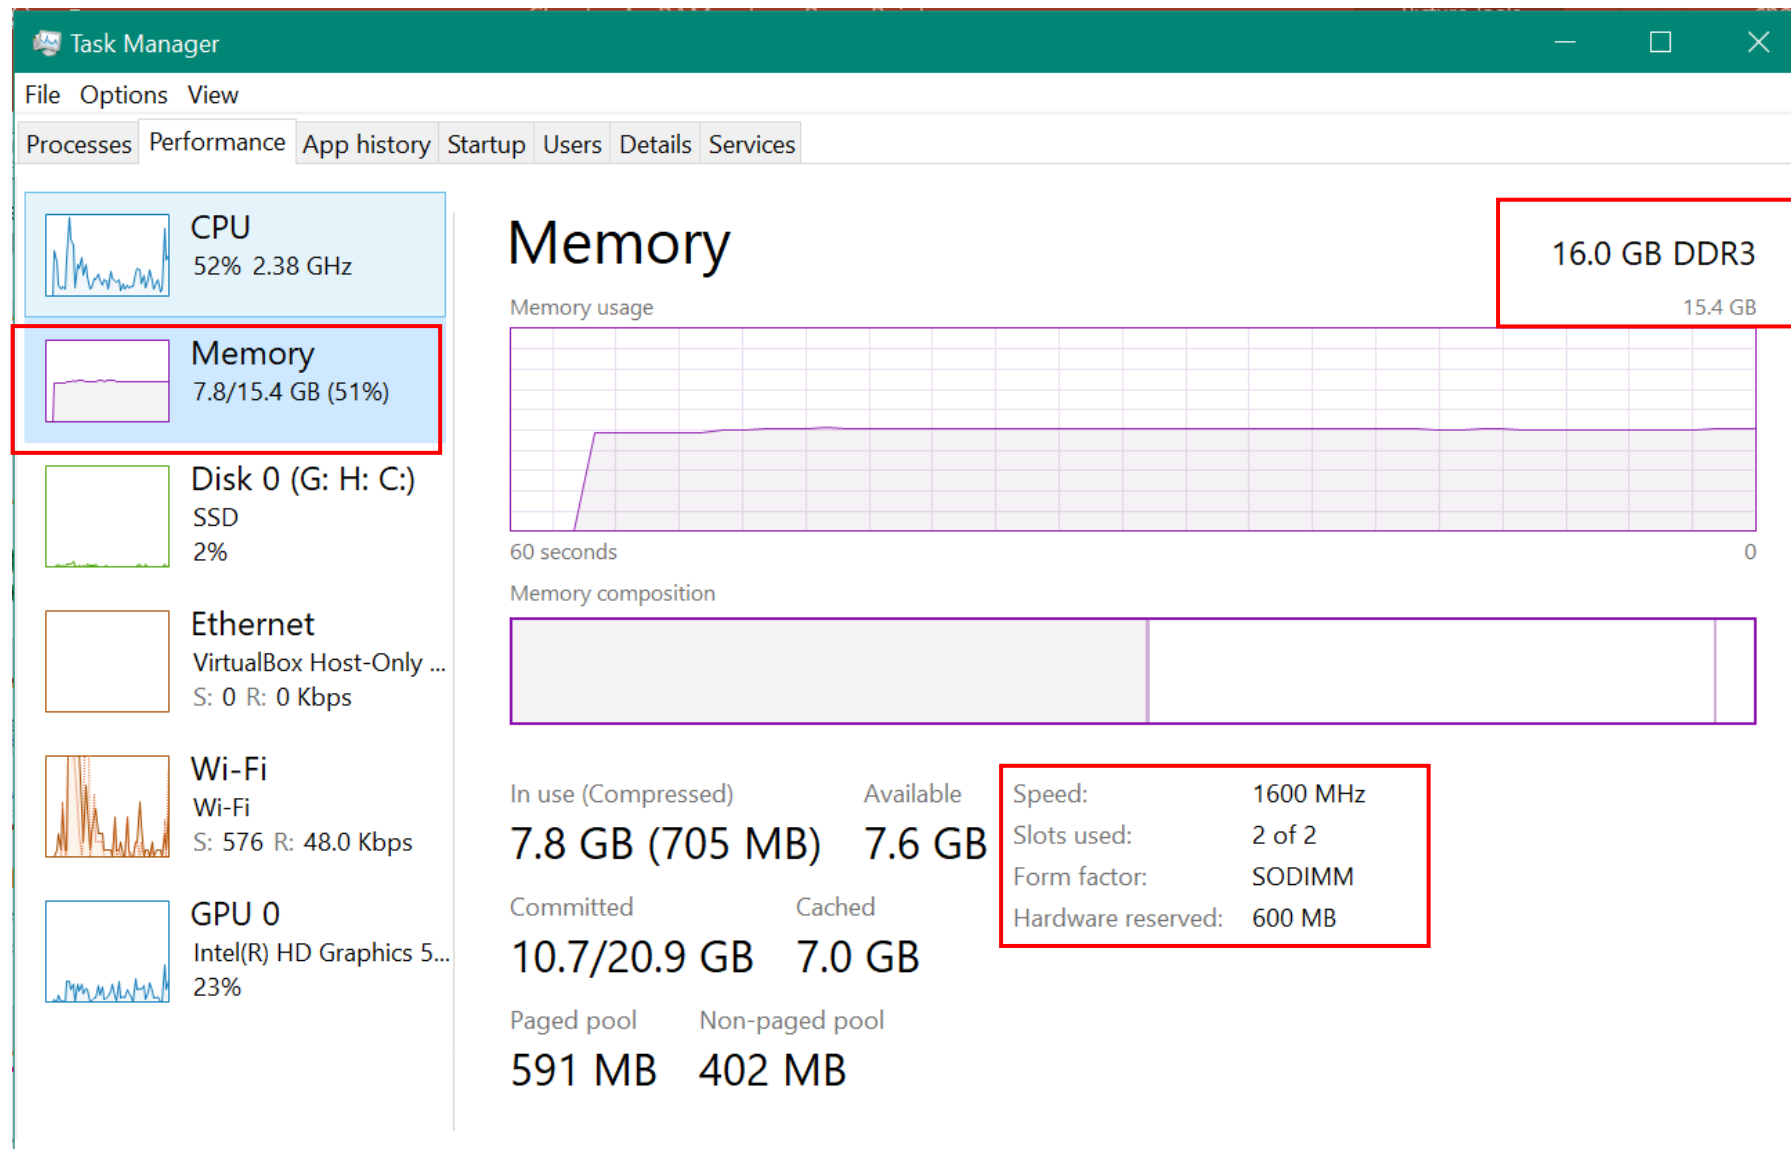 Task Manager
File Options View
Processes Performance App history Startup Users Details Services
CPU
52% 2.38 GHz
Memory
7.8/15.4 GB (51%)
Disk 0 (G: H: C:)
SSD
2%
Ethernet
VirtualBox Host-Only ...
S: 0 R: 0 Kbps
Wi-Fi
Wi-Fi
S: 576 R: 48.0 Kbps
GPU 0
Intel(R) HD Graphics 5...
23%
Memory
16.0 GB DDR3
Memory usage
15.4 GB
60 seconds
0
Memory composition
In use (Compressed)
7.8 GB (705 MB)
Available
7.6 GB
Committed
10.7/20.9 GB
Cached
7.0 GB
Paged pool
591 MB
Non-paged pool
402 MB
Speed: 1600 MHz
Slots used: 2 of 2
Form factor: SODIMM
Hardware reserved: 600 MB